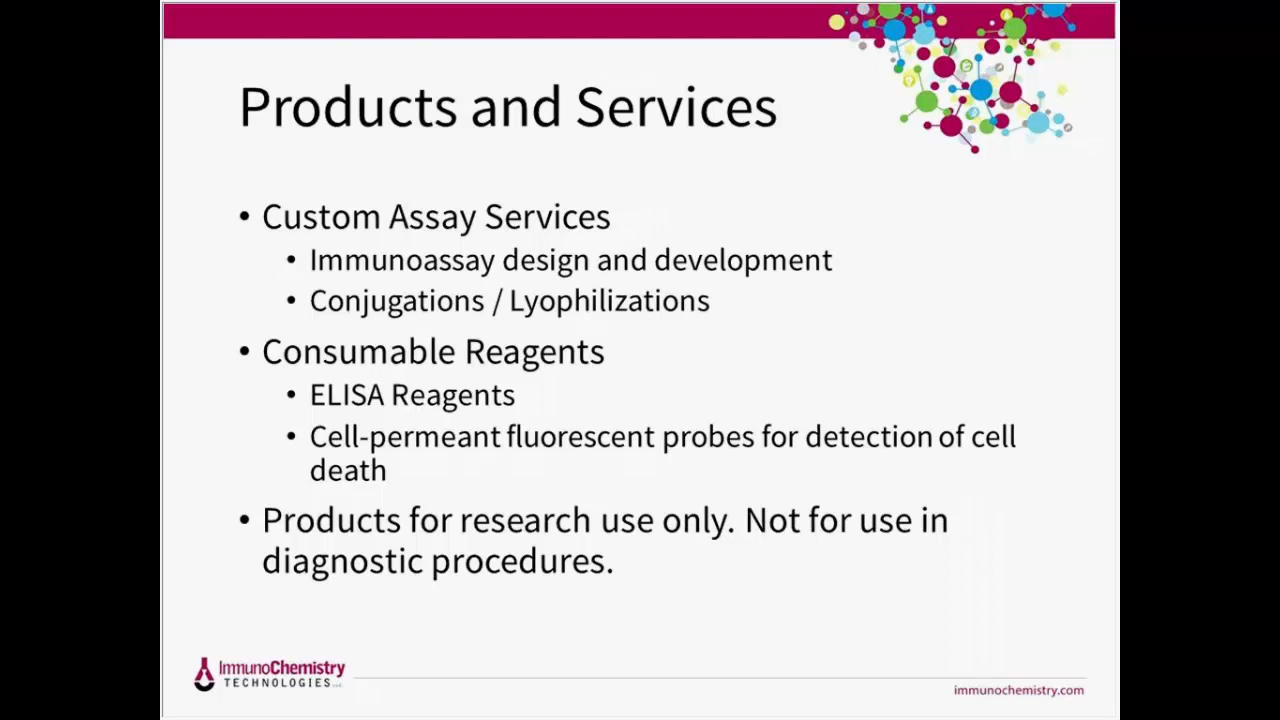 Products and Services
• Custom Assay Services
• Immunoassay design and development
• Conjugations / Lyophilizations
• Consumable Reagents
• ELISA Reagents
• Cell-permeant fluorescent probes for detection of cell
death
• Products for research use only. Not for use in
diagnostic procedures.
ImmunoChemistry
TECHNOLOGIES
immunochemistry.com